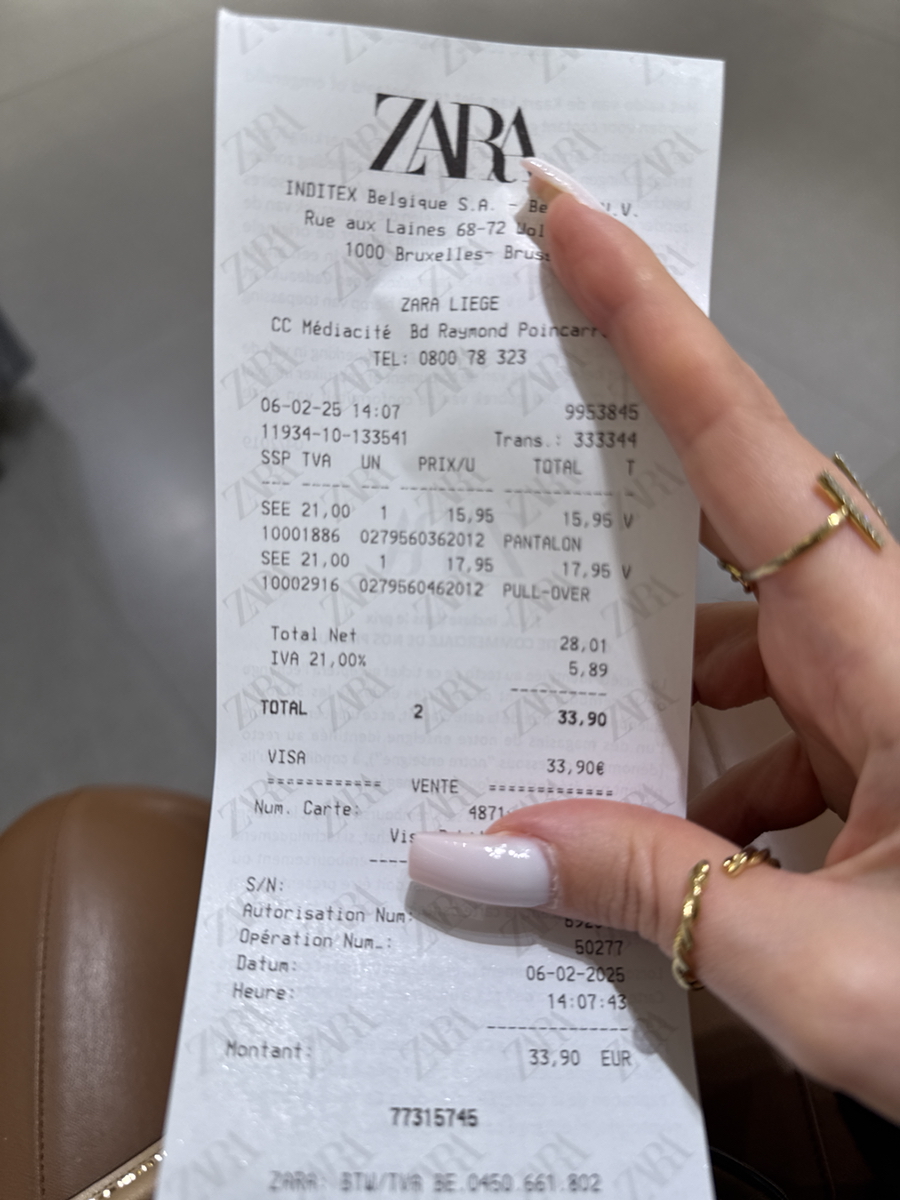 ZARA
INDITEX Belgique S.A. - Be
Rue aux Laines 68-72
1000 Bruxelles-
ZARA LIEGE
CC Médiacité Bd Raymond
TEL: 0800 78 323
06-02-25 14:07 9953845
11934-10-133541 Trans.: 333344
SSP TVA UN PRIX/U TOTAL T
--- ----- --- ---------- ------------ -
SEE 21,00 1 15,95 15,95 V
10001886 0279560362012 PANTALON
SEE 21,00 1 17,95 17,95 V
10002916 0279560462012 PULL-OVER
Total Net 28,01
IVA 21,00% 5,89
----------
TOTAL 2 33,90
VISA 33,90€
============ VENTE =============
Num. Carte: 4871
S/N:
Autorisation Num:
Opération Num.: 50277
Datum: 06-02-2025
Heure: 14:07:43
Montant: 33,90 EUR
77315745
ZARA: BTW/TVA BE.0450.661.802